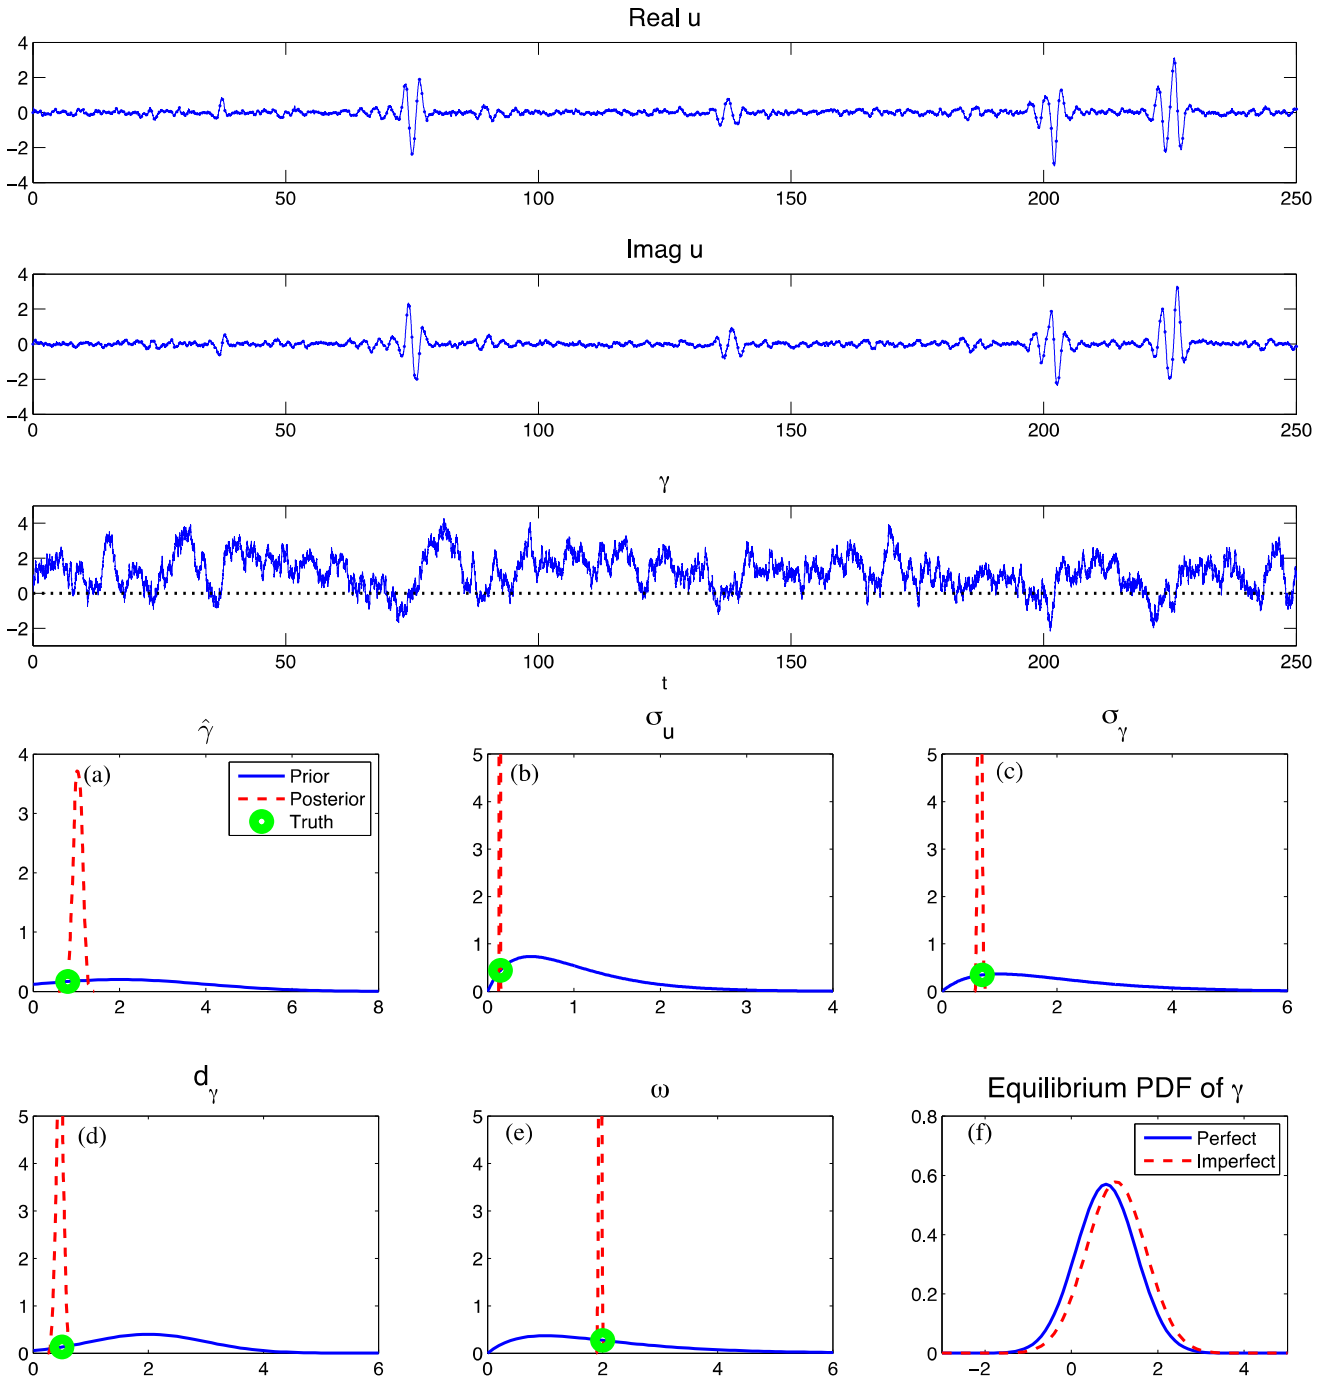 Real u
4
2
0
−2
−4
0 50 100 150 200 250
Imag u
4
2
0
−2
−4
0 50 100 150 200 250
γ
4
2
0
−2
0 50 100 150 200 250
t
γ̂
(a)
Prior
Posterior
Truth
4
3
2
1
0
0 2 4 6 8
σ_u
(b)
5
4
3
2
1
0
0 1 2 3 4
σ_γ
(c)
5
4
3
2
1
0
0 2 4 6
d_γ
(d)
5
4
3
2
1
0
0 2 4 6
ω
(e)
5
4
3
2
1
0
0 2 4 6
Equilibrium PDF of γ
(f)
Perfect
Imperfect
0.8
0.6
0.4
0.2
0
−2 0 2 4